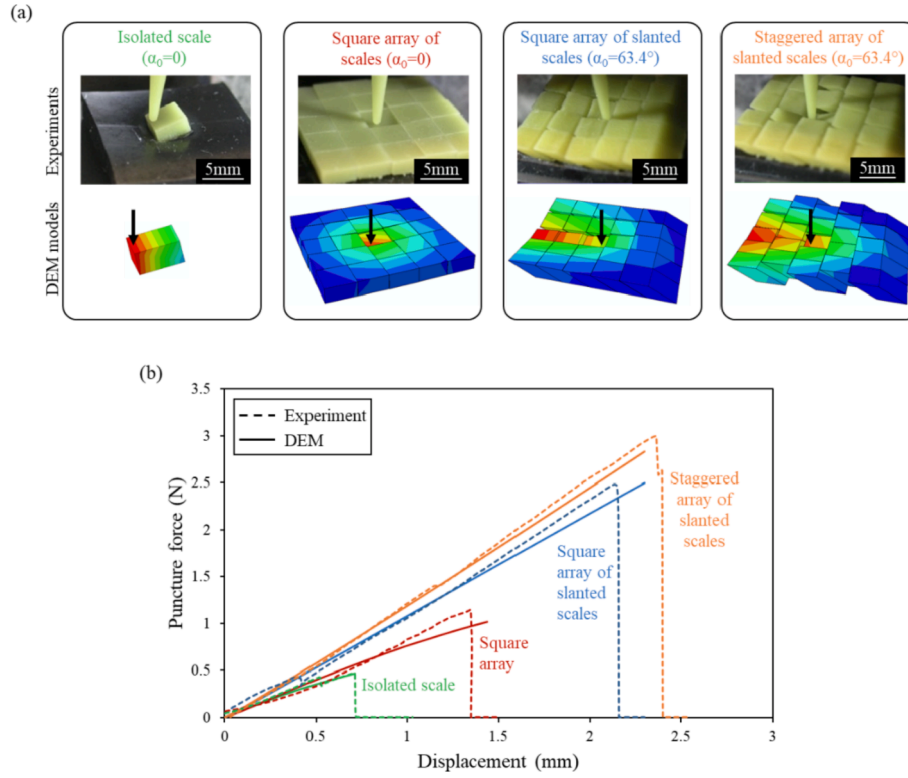 (a)
Isolated scale
(α₀=0)
Square array of
scales (α₀=0)
Square array of slanted
scales (α₀=63.4°)
Staggered array of
slanted scales (α₀=63.4°)
Experiments
5mm
5mm
5mm
5mm
DEM models
(b)
Puncture force (N)
3.5
3
2.5
2
1.5
1
0.5
0
Experiment
DEM
Staggered
array of
slanted
scales
Square
array of
slanted
scales
Square
array
Isolated scale
0
0.5
1
1.5
2
2.5
3
Displacement (mm)